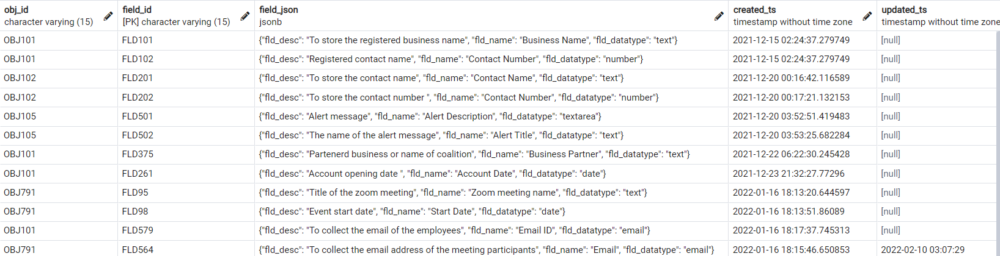 obj_id field_id field_json created_ts updated_ts
character varying (15) [PK] character varying (15) jsonb timestamp without time zone timestamp without time zone
OBJ101 FLD101 {"fld_desc": "To store the registered business name", "fld_name": "Business Name", "fld_datatype": "text"} 2021-12-15 02:24:37.279749 [null]
OBJ101 FLD102 {"fld_desc": "Registered contact name", "fld_name": "Contact Number", "fld_datatype": "number"} 2021-12-15 02:24:37.279749 [null]
OBJ102 FLD201 {"fld_desc": "To store the contact name", "fld_name": "Contact Name", "fld_datatype": "text"} 2021-12-20 00:16:42.116589 [null]
OBJ102 FLD202 {"fld_desc": "To store the contact number ", "fld_name": "Contact Number", "fld_datatype": "number"} 2021-12-20 00:17:21.132153 [null]
OBJ105 FLD501 {"fld_desc": "Alert message", "fld_name": "Alert Description", "fld_datatype": "textarea"} 2021-12-20 03:52:51.419483 [null]
OBJ105 FLD502 {"fld_desc": "The name of the alert message", "fld_name": "Alert Title", "fld_datatype": "text"} 2021-12-20 03:53:25.682284 [null]
OBJ101 FLD375 {"fld_desc": "Partenerd business or name of coalition", "fld_name": "Business Partner", "fld_datatype": "text"} 2021-12-22 06:22:30.245428 [null]
OBJ101 FLD261 {"fld_desc": "Account opening date ", "fld_name": "Account Date", "fld_datatype": "date"} 2021-12-23 21:32:27.77296 [null]
OBJ791 FLD95 {"fld_desc": "Title of the zoom meeting", "fld_name": "Zoom meeting name", "fld_datatype": "text"} 2022-01-16 18:13:20.644597 [null]
OBJ791 FLD98 {"fld_desc": "Event start date", "fld_name": "Start Date", "fld_datatype": "date"} 2022-01-16 18:13:51.86089 [null]
OBJ101 FLD579 {"fld_desc": "To collect the email of the employees", "fld_name": "Email ID", "fld_datatype": "email"} 2022-01-16 18:17:37.745313 [null]
OBJ791 FLD564 {"fld_desc": "To collect the email address of the meeting participants", "fld_name": "Email", "fld_datatype": "email"} 2022-01-16 18:15:46.650853 2022-02-10 03:07:29